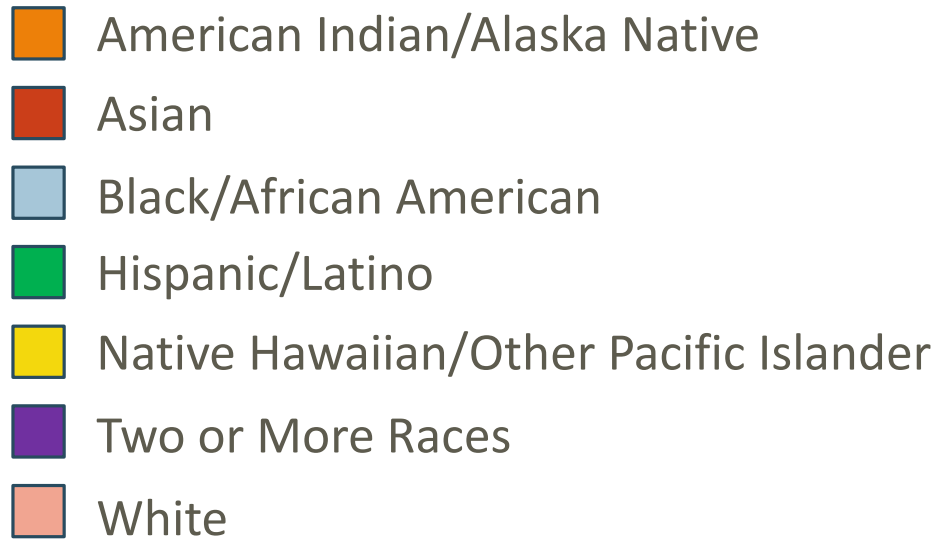 American Indian/Alaska Native
Asian
Black/African American
Hispanic/Latino
Native Hawaiian/Other Pacific Islander
Two or More Races
White